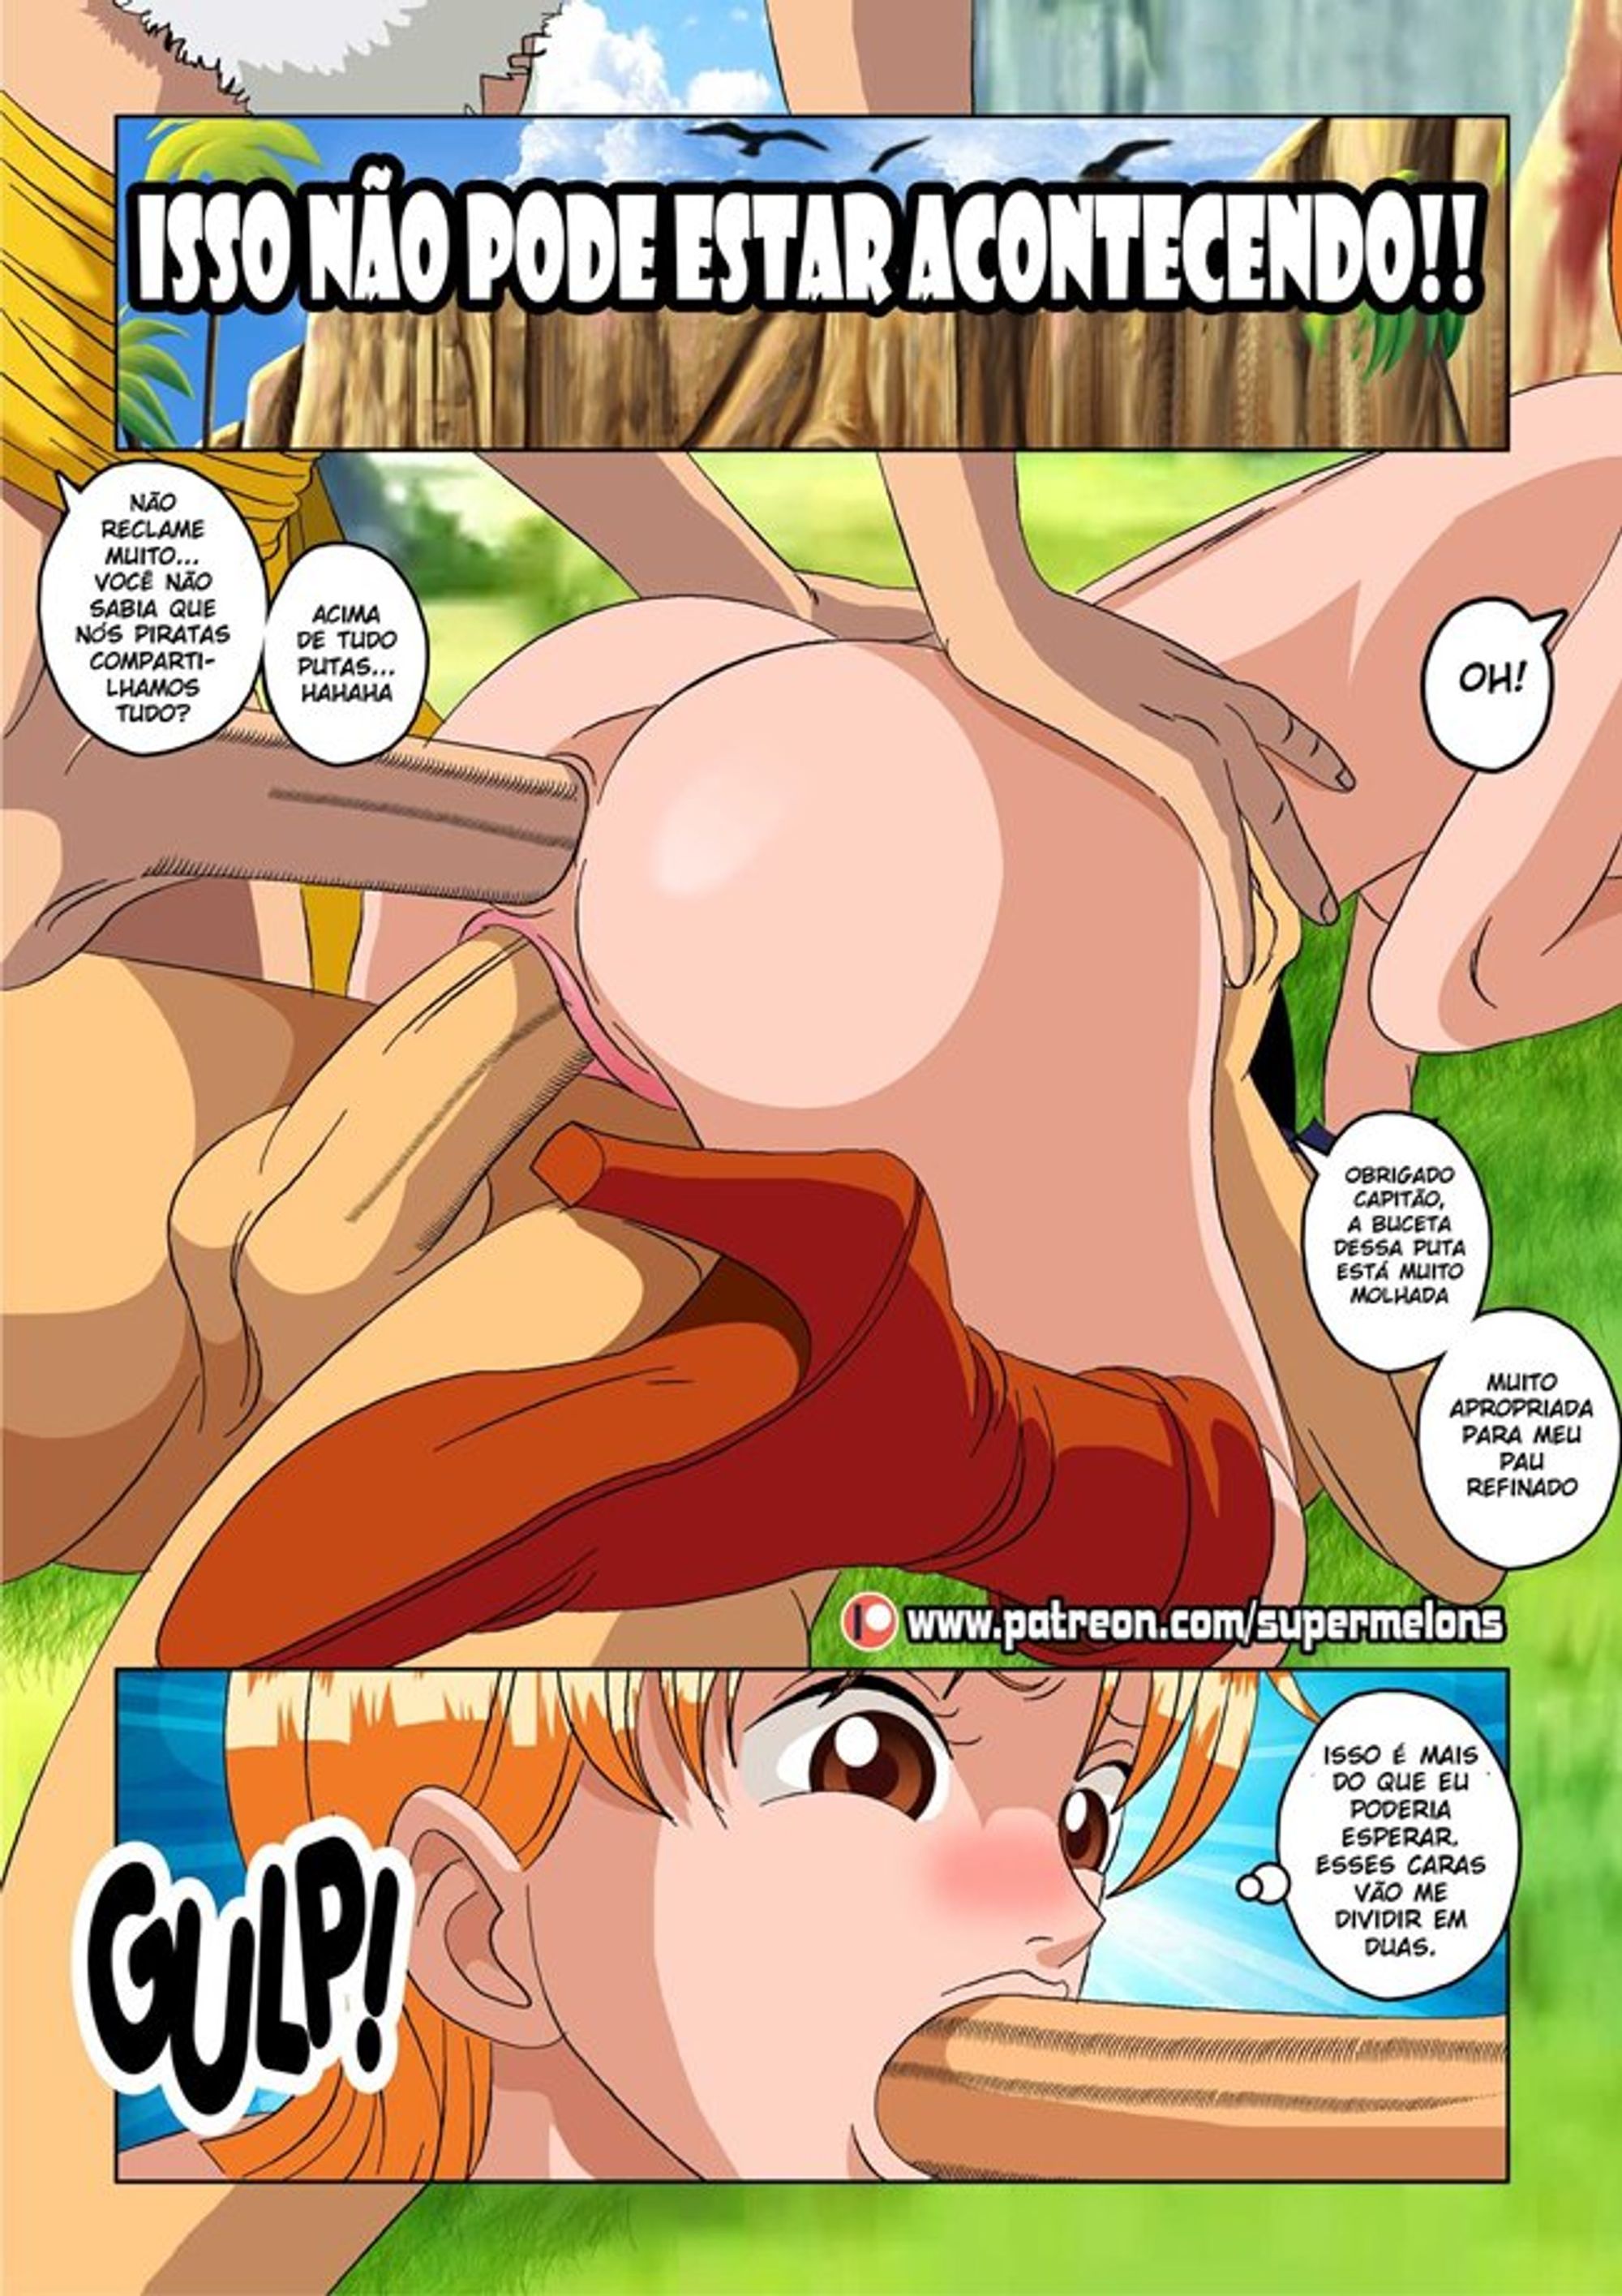 ISSO NÃO PODE ESTAR ACONTECENDO!!
NÃO
RECLAME
MUITO...
VOCÊ NÃO
SABIA QUE
NÓS PIRATAS
COMPARTI-
LHAMOS
TUDO?
ACIMA
DE TUDO
PUTAS...
HAHAHA
OH!
OBRIGADO
CAPITÃO,
A BUCETA
DESSA PUTA
ESTÁ MUITO
MOLHADA
MUITO
APROPRIADA
PARA MEU
PAU
REFINADO
www.patreon.com/supermelons
ISSO É MAIS
DO QUE EU
PODERIA
ESPERAR.
ESSES CARAS
VÃO ME
DIVIDIR EM
DUAS.
GULP!